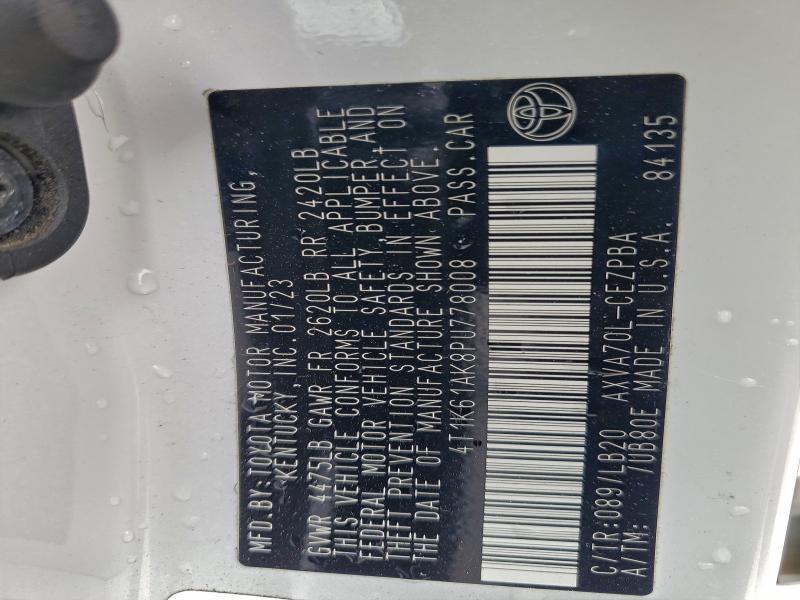 MFD. BY: TOYOTA MOTOR MANUFACTURING,
KENTUCKY, INC. 01/23
GVWR 4475LB GAWR FR 2620LB RR 2420LB
THIS VEHICLE CONFORMS TO ALL APPLICABLE
FEDERAL MOTOR VEHICLE SAFETY, BUMPER, AND
THEFT PREVENTION STANDARDS IN EFFECT ON
THE DATE OF MANUFACTURE SHOWN ABOVE.
4T1K61AK8PU778008 PASS.CAR
C/TR:089/LB20 AXVA70L-CEZPBA
A/TM: /UB80E MADE IN U.S.A. 84135